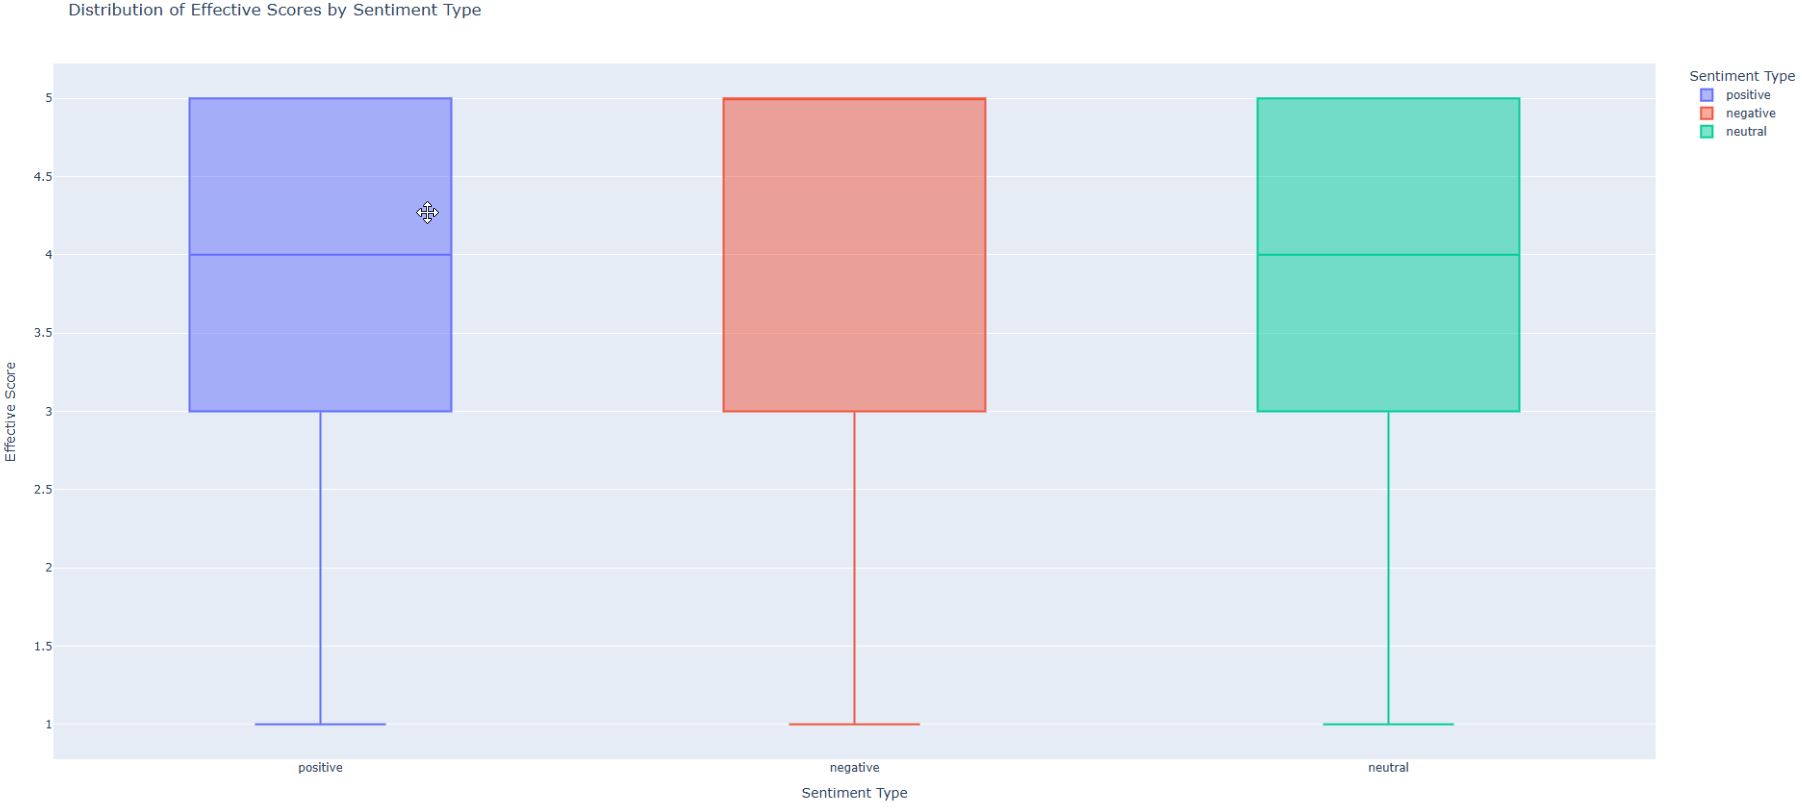 Distribution of Effective Scores by Sentiment Type
Sentiment Type
positive
negative
neutral
5
4.5
4
3.5
3
2.5
2
1.5
1
Effective Score
positive
negative
neutral
Sentiment Type